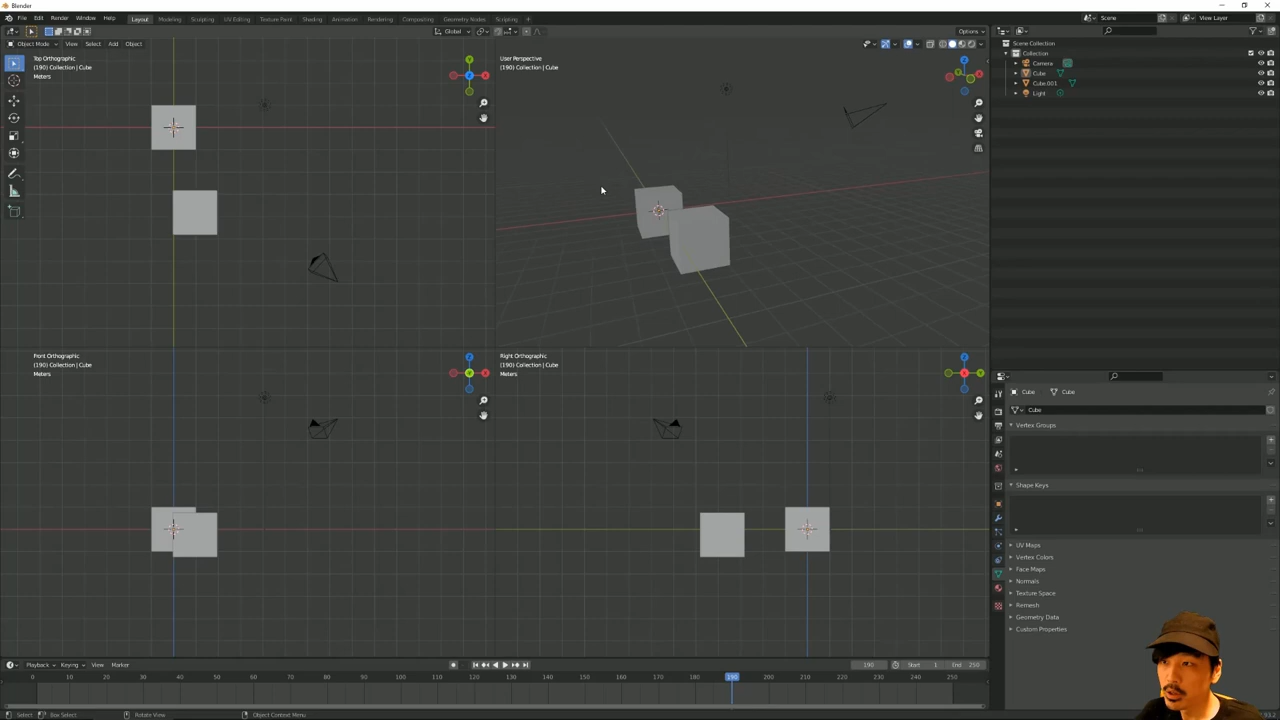 Blender
File Edit Render Window Help Layout Modeling Sculpting UV Editing Texture Paint Shading Animation Rendering Compositing Geometry Nodes Scripting +
Scene
View Layer
Global
Options
Object Mode View Select Add Object
Top Orthographic
(190) Collection | Cube
Meters
User Perspective
(190) Collection | Cube
Front Orthographic
(190) Collection | Cube
Meters
Right Orthographic
(190) Collection | Cube
Meters
Scene Collection
Collection
Camera
Cube
Cube.001
Light
Cube Cube
Cube
Vertex Groups
Shape Keys
UV Maps
Vertex Colors
Face Maps
Normals
Texture Space
Remesh
Geometry Data
Custom Properties
Playback Keying View Marker
190 Start 1 End 250
0 10 20 30 40 50 60 70 80 90 100 110 120 130 140 150 160 170 180 190 200 210 220 230 240 250
Select Box Select Rotate View Object Context Menu